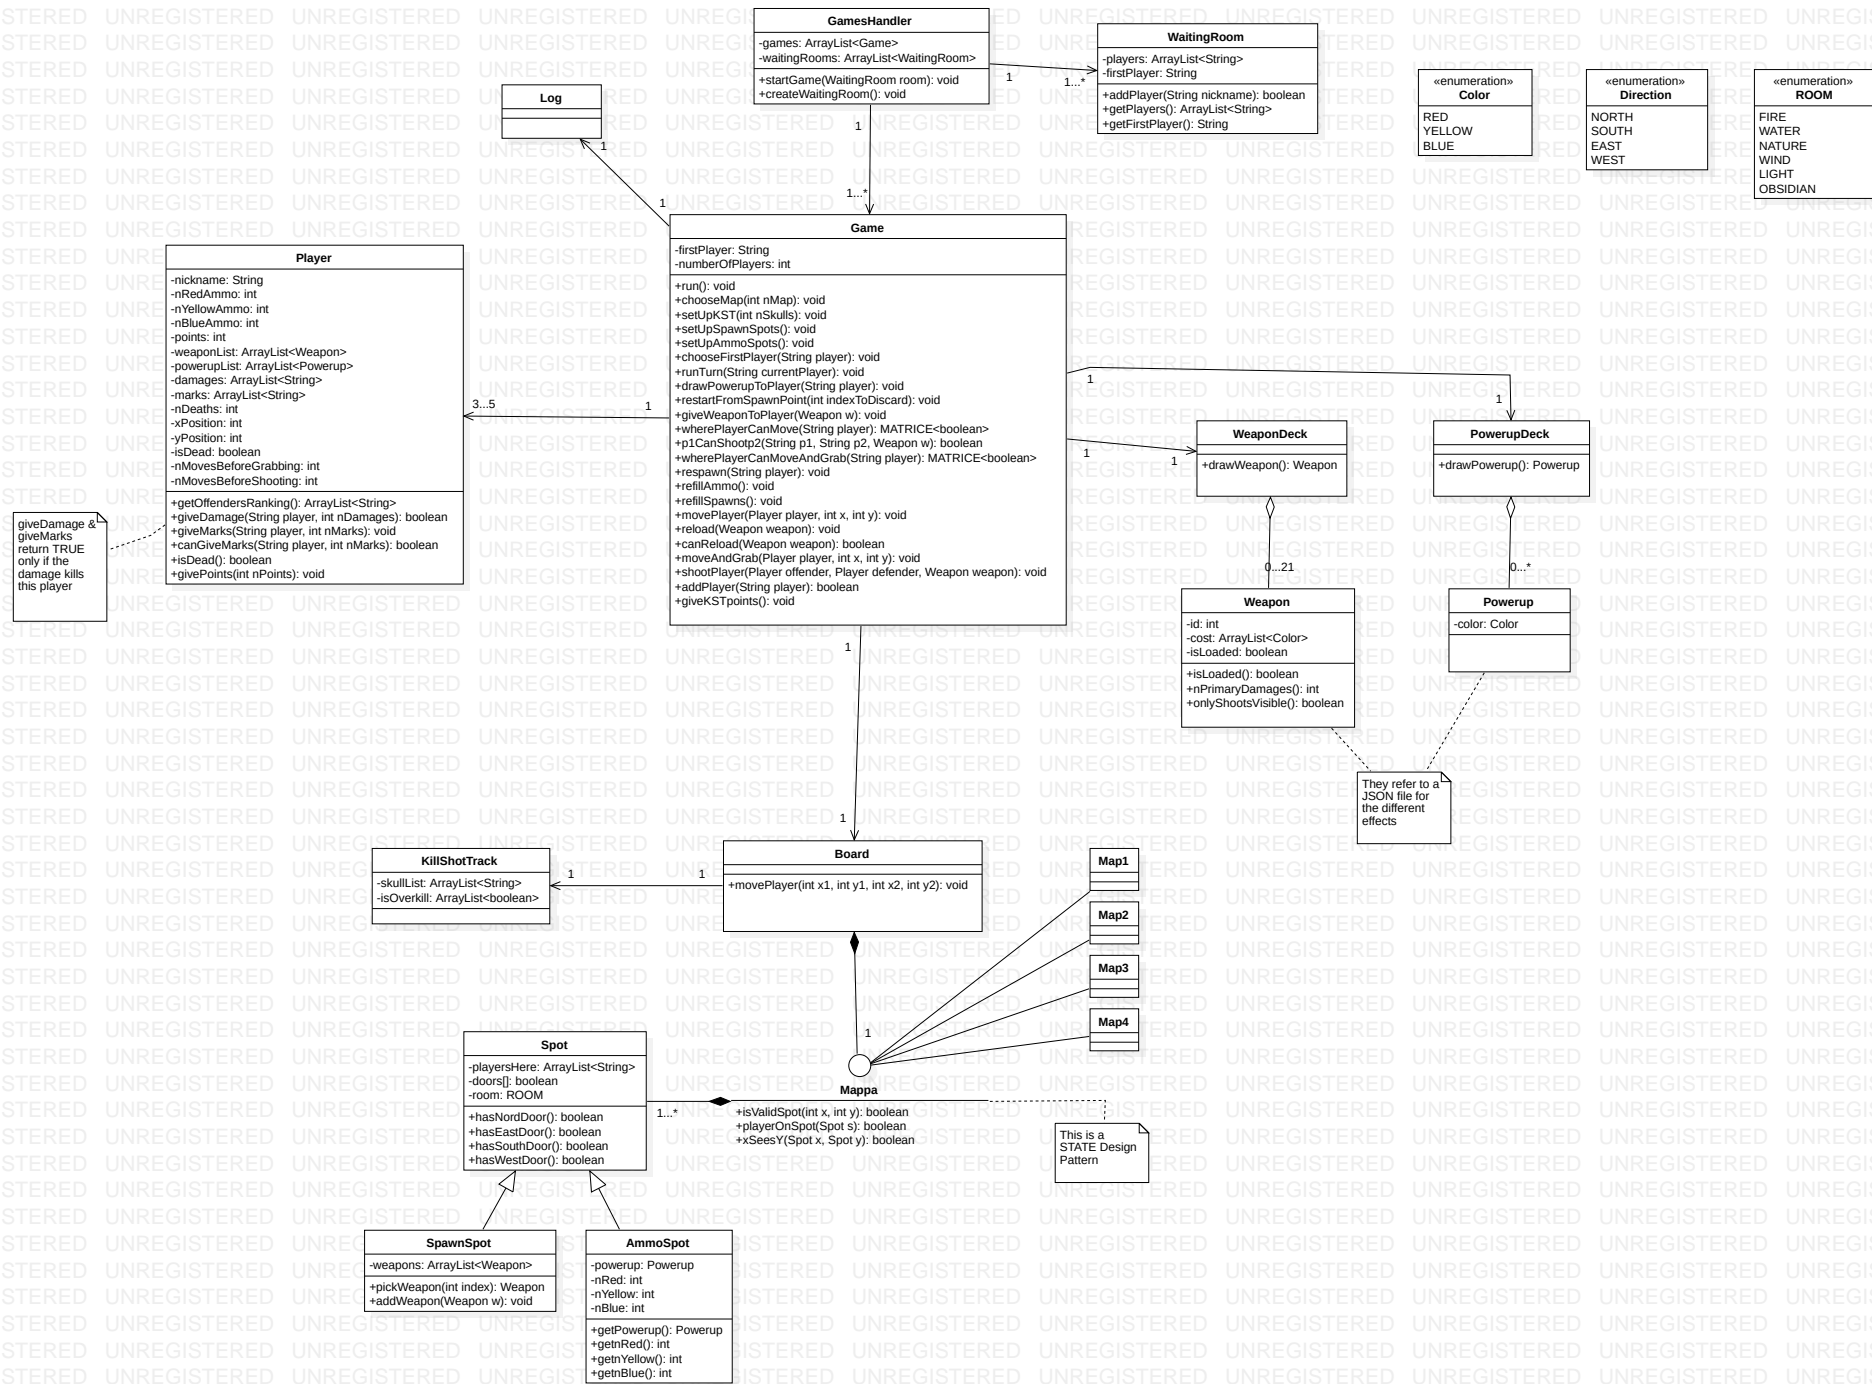 GamesHandler
-games: ArrayList<Game>
-waitingRooms: ArrayList<WaitingRoom>
+startGame(WaitingRoom room): void
+createWaitingRoom(): void
1
1...*
WaitingRoom
-players: ArrayList<String>
-firstPlayer: String
+addPlayer(String nickname): boolean
+getPlayers(): ArrayList<String>
+getFirstPlayer(): String
«enumeration»
Color
RED
YELLOW
BLUE
«enumeration»
Direction
NORTH
SOUTH
EAST
WEST
«enumeration»
ROOM
FIRE
WATER
NATURE
WIND
LIGHT
OBSIDIAN
Log
1
1
1
1...*
Game
-firstPlayer: String
-numberOfPlayers: int
+run(): void
+chooseMap(int nMap): void
+setUpKST(int nSkulls): void
+setUpSpawnSpots(): void
+setUpAmmoSpots(): void
+chooseFirstPlayer(String player): void
+runTurn(String currentPlayer): void
+drawPowerupToPlayer(String player): void
+restartFromSpawnPoint(int indexToDiscard): void
+giveWeaponToPlayer(Weapon w): void
+wherePlayerCanMove(String player): MATRICE<boolean>
+p1CanShootp2(String p1, String p2, Weapon w): boolean
+wherePlayerCanMoveAndGrab(String player): MATRICE<boolean>
+respawn(String player): void
+refillAmmo(): void
+refillSpawns(): void
+movePlayer(Player player, int x, int y): void
+reload(Weapon weapon): void
+canReload(Weapon weapon): boolean
+moveAndGrab(Player player, int x, int y): void
+shootPlayer(Player offender, Player defender, Weapon weapon): void
+addPlayer(String player): boolean
+giveKSTpoints(): void
Player
-nickname: String
-nRedAmmo: int
-nYellowAmmo: int
-nBlueAmmo: int
-points: int
-weaponList: ArrayList<Weapon>
-powerupList: ArrayList<Powerup>
-damages: ArrayList<String>
-marks: ArrayList<String>
-nDeaths: int
-xPosition: int
-yPosition: int
-isDead: boolean
-nMovesBeforeGrabbing: int
-nMovesBeforeShooting: int
+getOffendersRanking(): ArrayList<String>
+giveDamage(String player, int nDamages): boolean
+giveMarks(String player, int nMarks): void
+canGiveMarks(String player, int nMarks): boolean
+isDead(): boolean
+givePoints(int nPoints): void
3...5
1
giveDamage &
giveMarks
return TRUE
only if the
damage kills
this player
1
1
1
1
WeaponDeck
+drawWeapon(): Weapon
PowerupDeck
+drawPowerup(): Powerup
0...21
0...*
Weapon
-id: int
-cost: ArrayList<Color>
-isLoaded: boolean
+isLoaded(): boolean
+nPrimaryDamages(): int
+onlyShootsVisible(): boolean
Powerup
-color: Color
They refer to a
JSON file for
the different
effects
1
1
KillShotTrack
-skullList: ArrayList<String>
-isOverkill: ArrayList<boolean>
1
1
Board
+movePlayer(int x1, int y1, int x2, int y2): void
Map1
Map2
Map3
Map4
1
Mappa
+isValidSpot(int x, int y): boolean
+playerOnSpot(Spot s): boolean
+xSeesY(Spot x, Spot y): boolean
This is a
STATE Design
Pattern
Spot
-playersHere: ArrayList<String>
-doors[]: boolean
-room: ROOM
+hasNordDoor(): boolean
+hasEastDoor(): boolean
+hasSouthDoor(): boolean
+hasWestDoor(): boolean
1...*
SpawnSpot
-weapons: ArrayList<Weapon>
+pickWeapon(int index): Weapon
+addWeapon(Weapon w): void
AmmoSpot
-powerup: Powerup
-nRed: int
-nYellow: int
-nBlue: int
+getPowerup(): Powerup
+getnRed(): int
+getnYellow(): int
+getnBlue(): int
UNREGISTERED